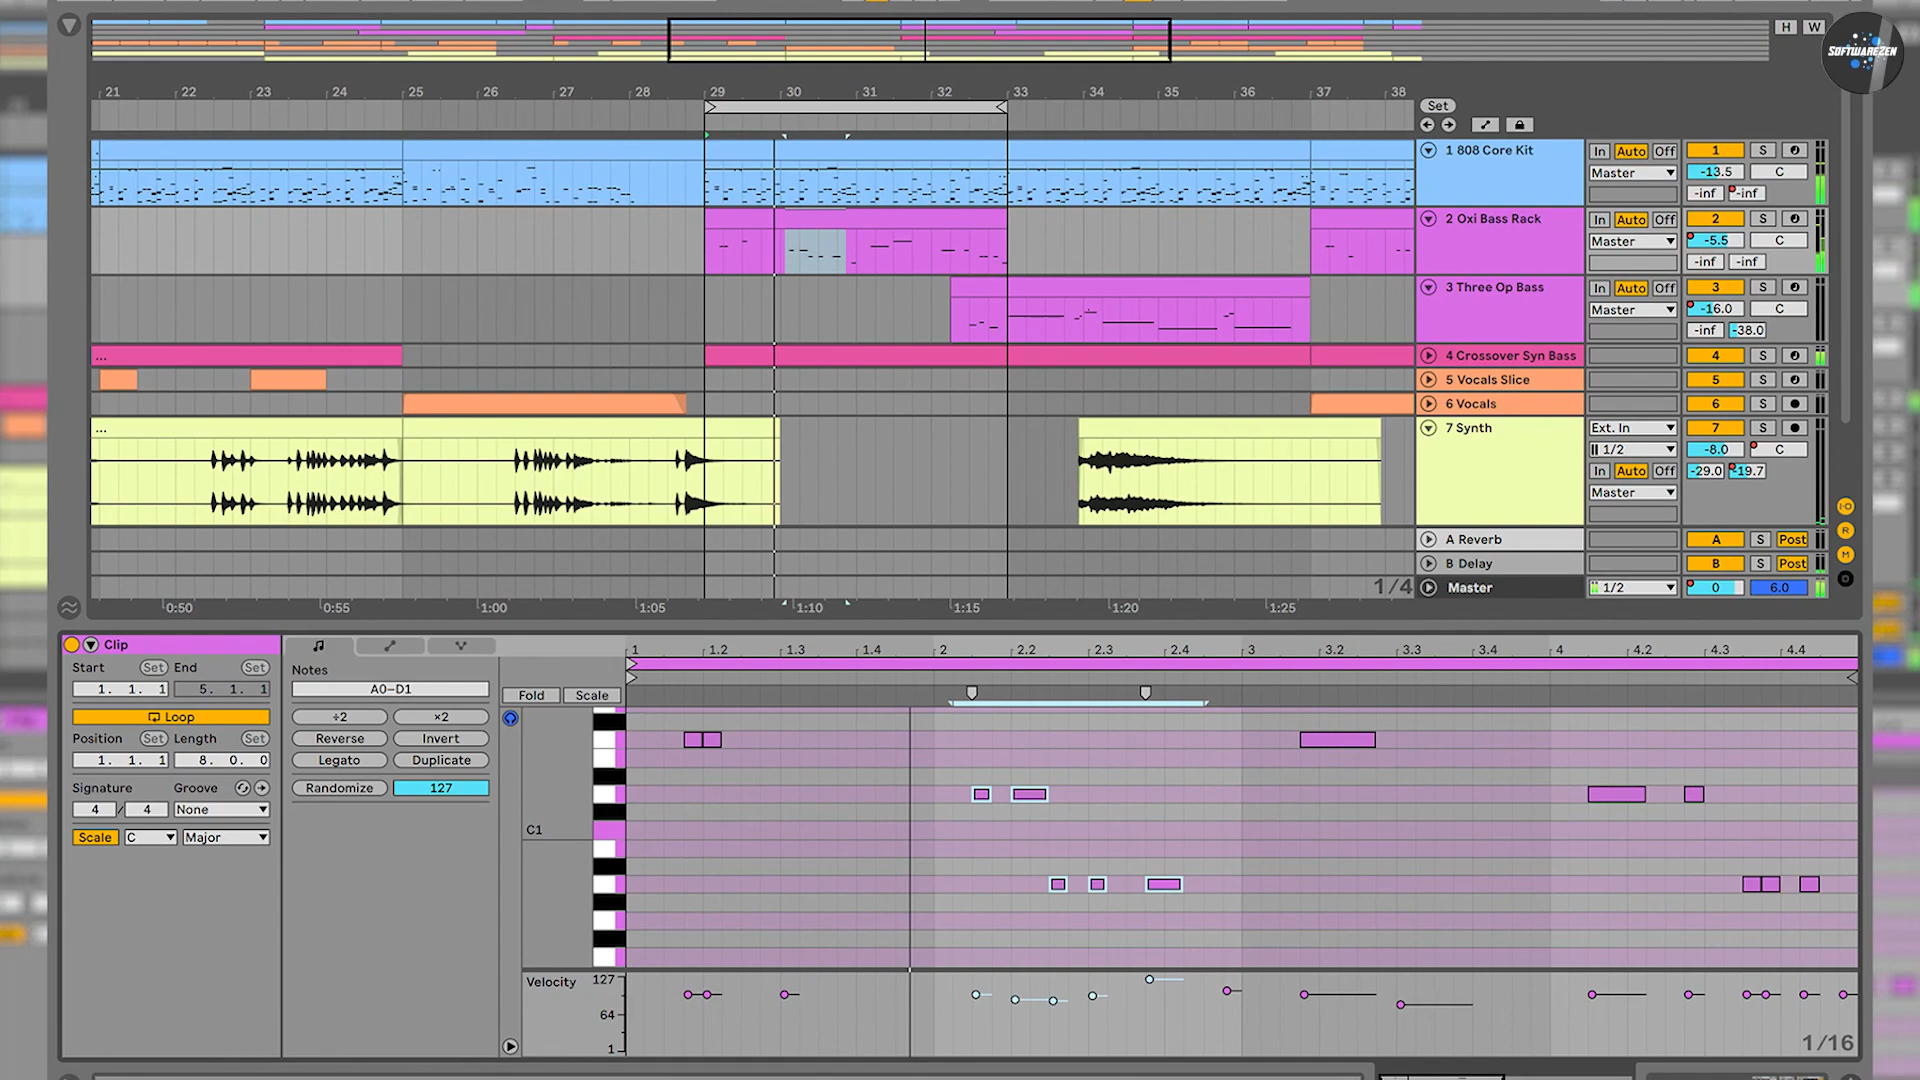 H W
SOFTWAREZEN
21 22 23 24 25 26 27 28 29 30 31 32 33 34 35 36 37 38
Set
1 808 Core Kit In Auto Off 1 S
Master -13.5 C
-inf -inf
2 Oxi Bass Rack In Auto Off 2 S
Master -5.5 C
-inf -inf
3 Three Op Bass In Auto Off 3 S
Master -16.0 C
-inf -38.0
... 4 Crossover Syn Bass 4 S
5 Vocals Slice 5 S
6 Vocals 6 S
... 7 Synth Ext. In 7 S
1/2 -8.0 C
In Auto Off -29.0 -19.7
Master
I·O
R
M
D
A Reverb A S Post
B Delay B S Post
1/4 Master 1/2 0 6.0
0:50 0:55 1:00 1:05 1:10 1:15 1:20 1:25
Clip
Start Set End Set
1. 1. 1 5. 1. 1
Loop
Position Set Length Set
1. 1. 1 8. 0. 0
Signature Groove
4 / 4 None
Scale C Major
Notes
A0-D1
÷2 ×2
Reverse Invert
Legato Duplicate
Randomize 127
1 1.2 1.3 1.4 2 2.2 2.3 2.4 3 3.2 3.3 3.4 4 4.2 4.3 4.4
Fold Scale
C1
Velocity 127
64
1
1/16